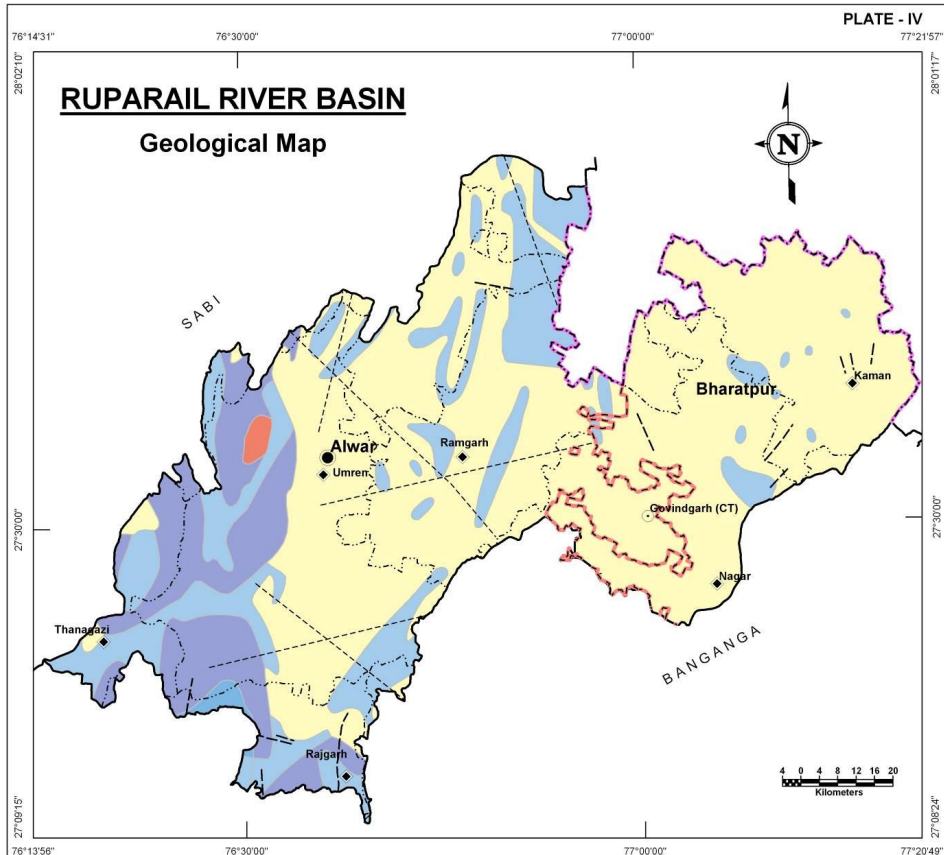 PLATE - IV
76°14'31"
76°30'00"
77°00'00"
77°21'57"
28°02'10"
28°01'17"
RUPARAIL RIVER BASIN
Geological Map
N
SABI
Kaman
Bharatpur
Alwar
Ramgarh
Umren
Govindgarh (CT)
27°30'00"
27°30'00"
Nagar
Thanagazi
BANGANGA
Rajgarh
4 0 4 8 12 16 20
Kilometers
27°09'15"
27°08'24"
76°13'56"
76°30'00"
77°00'00"
77°20'49"